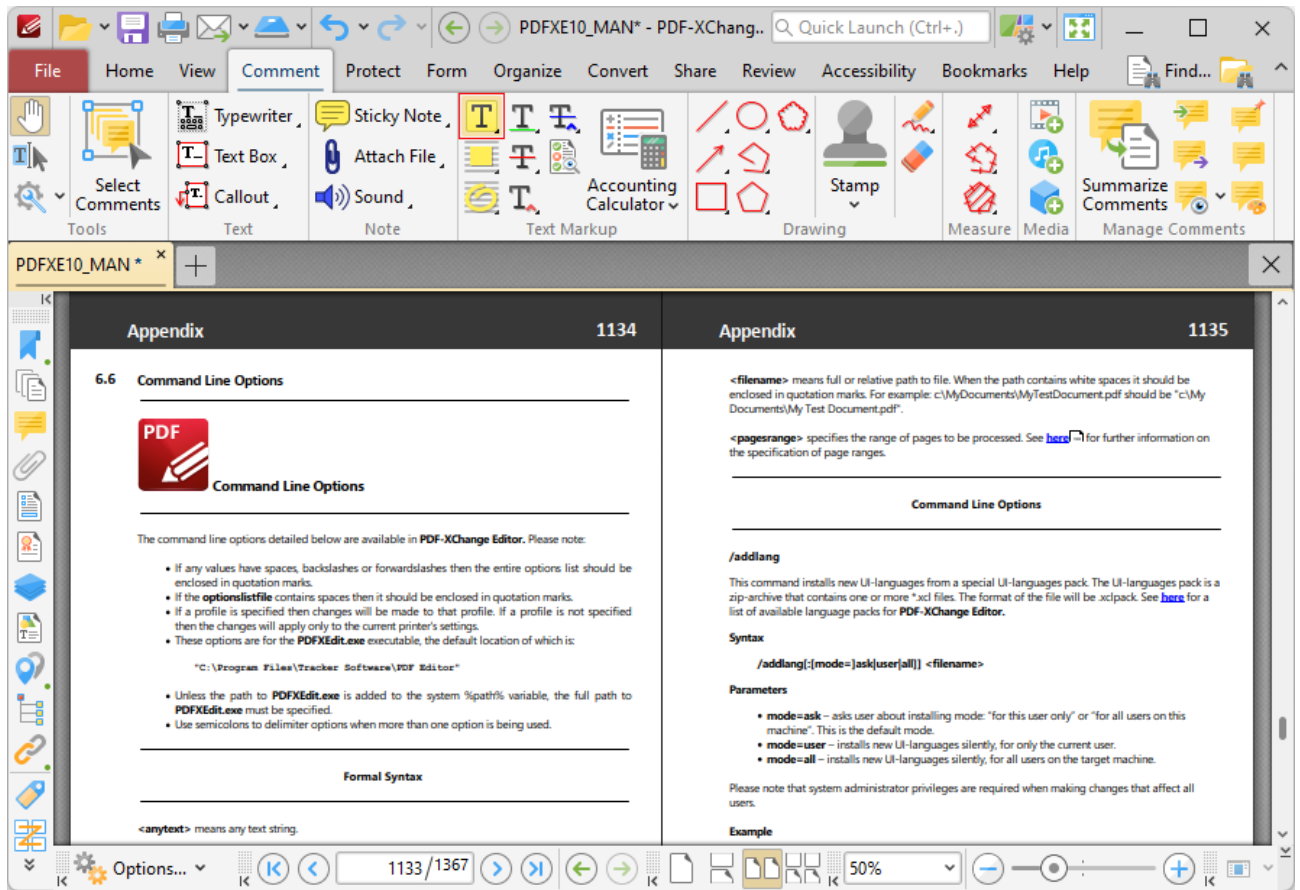 PDFXE10_MAN* - PDF-XChang..
Quick Launch (Ctrl+.)
File Home View Comment Protect Form Organize Convert Share Review Accessibility Bookmarks Help Find...
Typewriter
Text Box
Callout
Sticky Note
Attach File
Sound
Select
Comments
Accounting
Calculator
Stamp
Summarize
Comments
Tools Text Note Text Markup Drawing Measure Media Manage Comments
PDFXE10_MAN *
Appendix 1134
6.6 Command Line Options
PDF
Command Line Options
The command line options detailed below are available in PDF-XChange Editor. Please note:
• If any values have spaces, backslashes or forwardslashes then the entire options list should be
enclosed in quotation marks.
• If the optionslistfile contains spaces then it should be enclosed in quotation marks.
• If a profile is specified then changes will be made to that profile. If a profile is not specified
then the changes will apply only to the current printer's settings.
• These options are for the PDFXEdit.exe executable, the default location of which is:
"C:\Program Files\Tracker Software\PDF Editor"
• Unless the path to PDFXEdit.exe is added to the system %path% variable, the full path to
PDFXEdit.exe must be specified.
• Use semicolons to delimiter options when more than one option is being used.
Formal Syntax
<anytext> means any text string.
Appendix 1135
<filename> means full or relative path to file. When the path contains white spaces it should be
enclosed in quotation marks. For example: c:\MyDocuments\MyTestDocument.pdf should be "c:\My
Documents\My Test Document.pdf".
<pagesrange> specifies the range of pages to be processed. See here for further information on
the specification of page ranges.
Command Line Options
/addlang
This command installs new UI-languages from a special UI-languages pack. The UI-languages pack is a
zip-archive that contains one or more *.xcl files. The format of the file will be .xclpack. See here for a
list of available language packs for PDF-XChange Editor.
Syntax
/addlang[:[mode=]ask|user|all]] <filename>
Parameters
• mode=ask – asks user about installing mode: "for this user only" or "for all users on this
machine". This is the default mode.
• mode=user – installs new UI-languages silently, for only the current user.
• mode=all – installs new UI-languages silently, for all users on the target machine.
Please note that system administrator privileges are required when making changes that affect all
users.
Example
Options... 1133/1367 50%